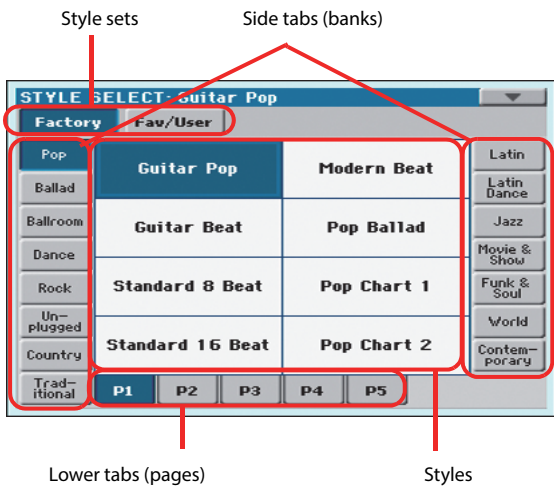 Style sets
Side tabs (banks)
STYLE SELECT: Guitar Pop
Factory
Fav/User
Pop
Ballad
Ballroom
Dance
Rock
Un-
plugged
Country
Trad-
itional
Guitar Pop
Modern Beat
Guitar Beat
Pop Ballad
Standard 8 Beat
Pop Chart 1
Standard 16 Beat
Pop Chart 2
Latin
Latin
Dance
Jazz
Movie &
Show
Funk &
Soul
World
Contem-
porary
P1
P2
P3
P4
P5
Lower tabs (pages)
Styles